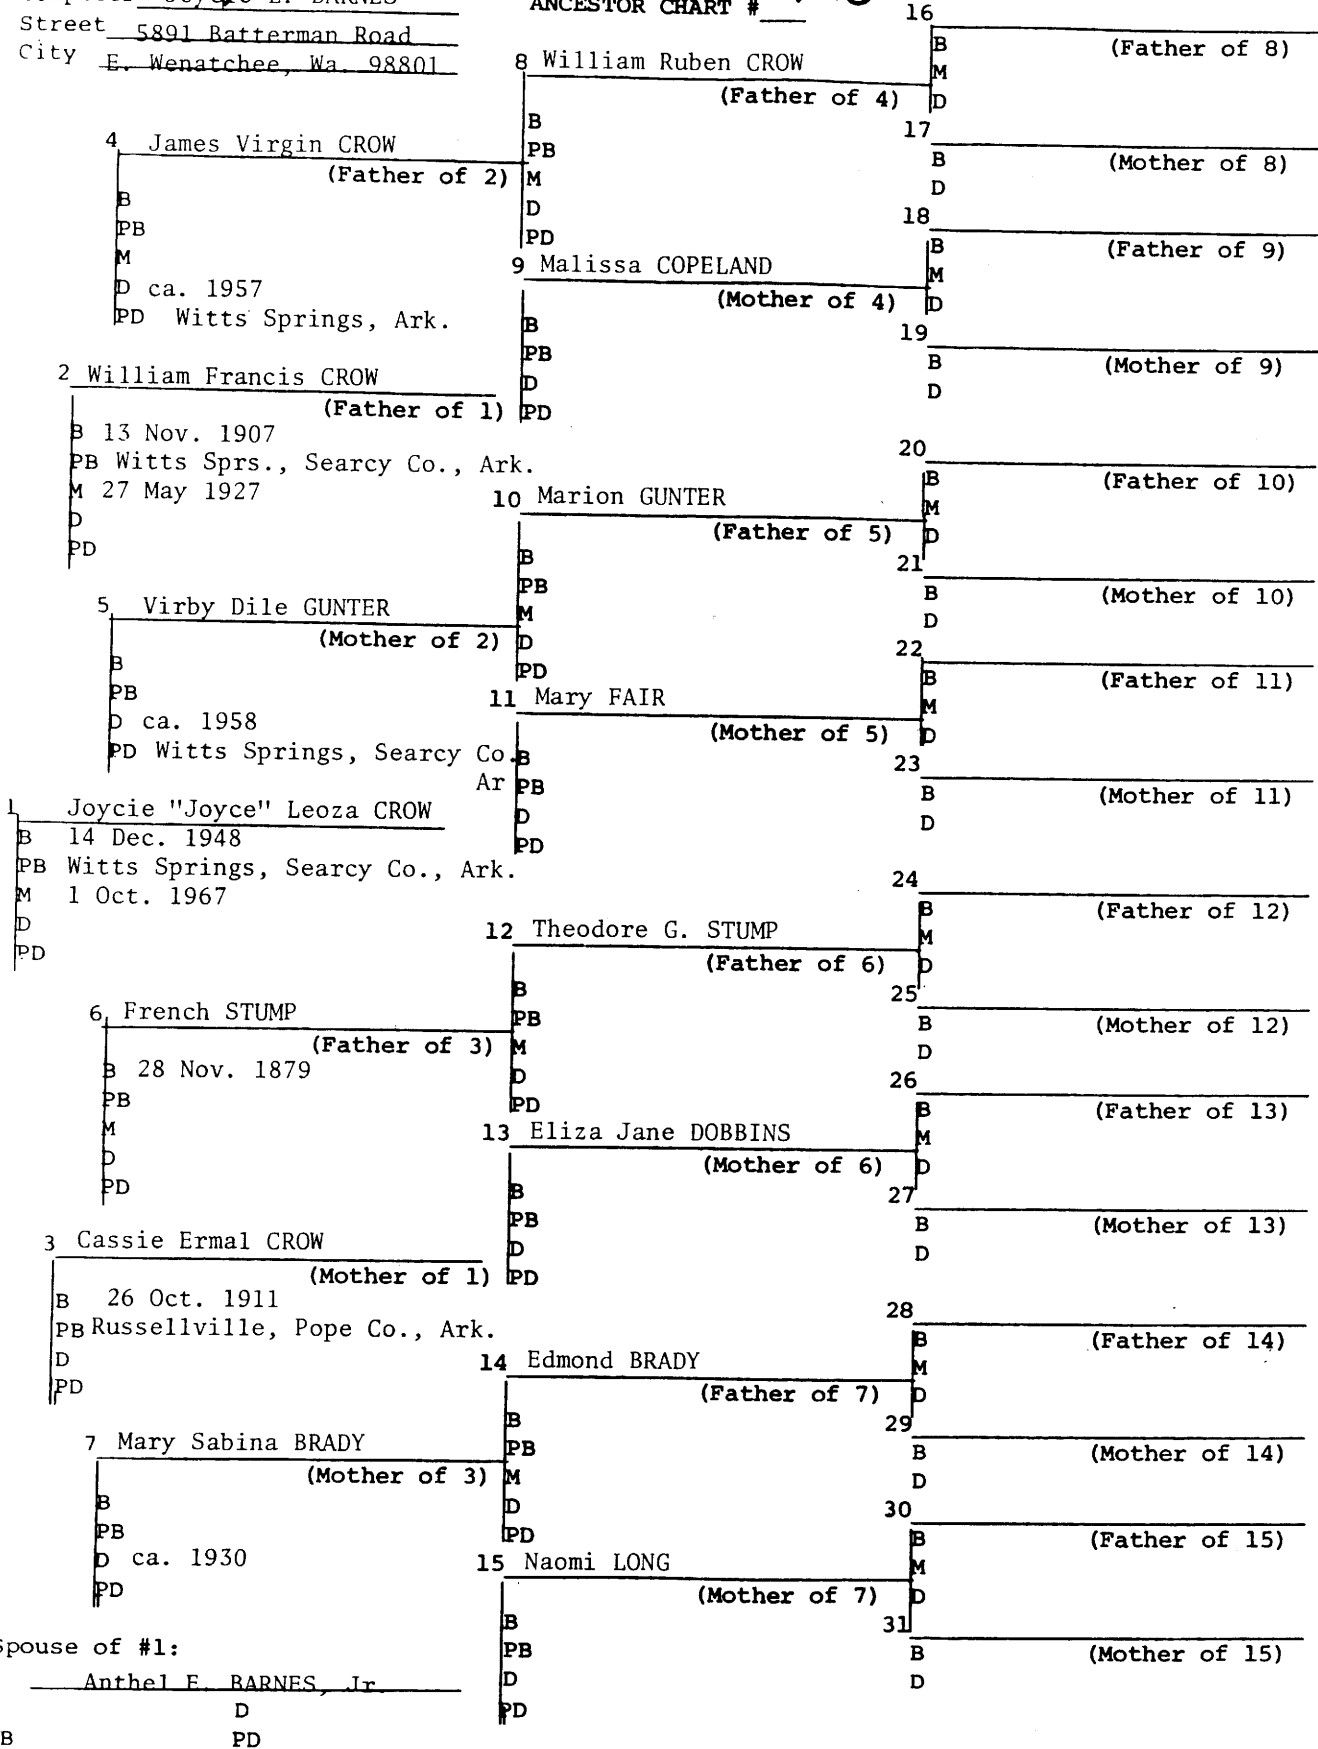 L. BARNES
Street 5891 Batterman Road
City E. Wenatchee, Wa. 98801
ANCESTOR CHART #
4 James Virgin CROW
(Father of 2)
B
PB
M
D ca. 1957
PD Witts Springs, Ark.
2 William Francis CROW
(Father of 1)
B 13 Nov. 1907
PB Witts Sprs., Searcy Co., Ark.
M 27 May 1927
D
PD
5 Virby Dile GUNTER
(Mother of 2)
B
PB
D ca. 1958
PD Witts Springs, Searcy Co.
Ar
1 Joycie "Joyce" Leoza CROW
B 14 Dec. 1948
PB Witts Springs, Searcy Co., Ark.
M 1 Oct. 1967
D
PD
6 French STUMP
(Father of 3)
B 28 Nov. 1879
PB
M
D
PD
3 Cassie Ermal CROW
(Mother of 1)
B 26 Oct. 1911
PB Russellville, Pope Co., Ark.
D
PD
7 Mary Sabina BRADY
(Mother of 3)
B
PB
D ca. 1930
PD
Spouse of #1:
Anthel E. BARNES, Jr
D
B PD
8 William Ruben CROW
(Father of 4)
B
PB
M
D
PD
9 Malissa COPELAND
(Mother of 4)
B
PB
D
PD
10 Marion GUNTER
(Father of 5)
B
PB
M
D
PD
11 Mary FAIR
(Mother of 5)
B
PB
D
PD
12 Theodore G. STUMP
(Father of 6)
B
PB
M
D
PD
13 Eliza Jane DOBBINS
(Mother of 6)
B
PB
D
PD
14 Edmond BRADY
(Father of 7)
B
PB
M
D
PD
15 Naomi LONG
(Mother of 7)
B
PB
D
PD
16
B (Father of 8)
M
D
17
B (Mother of 8)
D
18
B (Father of 9)
M
D
19
B (Mother of 9)
D
20
B (Father of 10)
M
D
21
B (Mother of 10)
D
22
B (Father of 11)
M
D
23
B (Mother of 11)
D
24
B (Father of 12)
M
D
25
B (Mother of 12)
D
26
B (Father of 13)
M
D
27
B (Mother of 13)
D
28
B (Father of 14)
M
D
29
B (Mother of 14)
D
30
B (Father of 15)
M
D
31
B (Mother of 15)
D